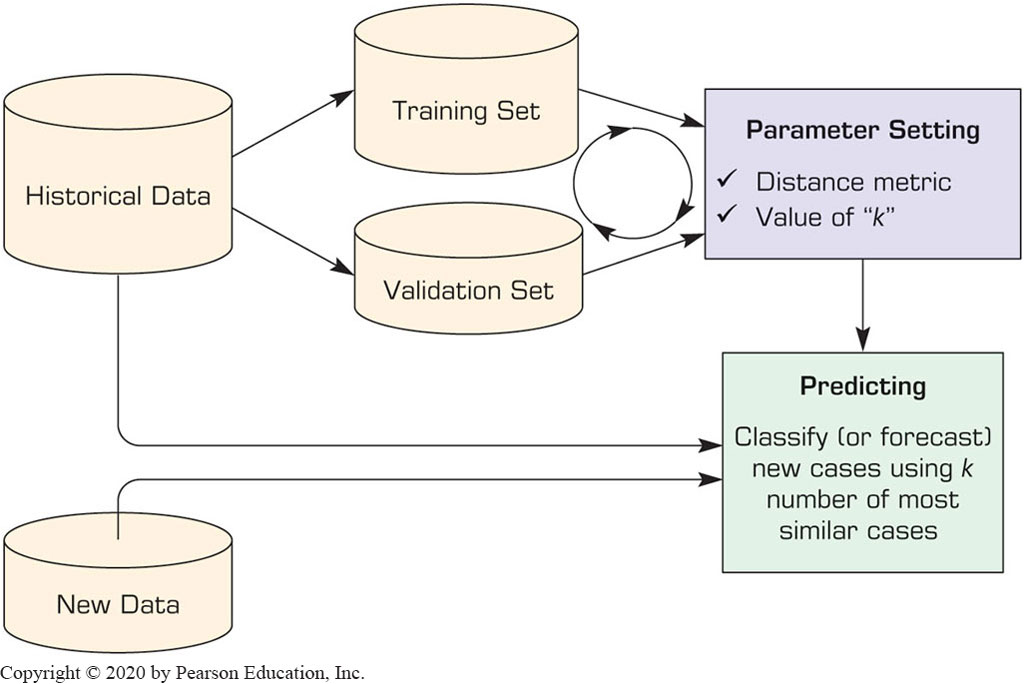 Historical Data
Training Set
Validation Set
Parameter Setting
✓ Distance metric
✓ Value of “k”
Predicting
Classify (or forecast)
new cases using k
number of most
similar cases
New Data
Copyright © 2020 by Pearson Education, Inc.